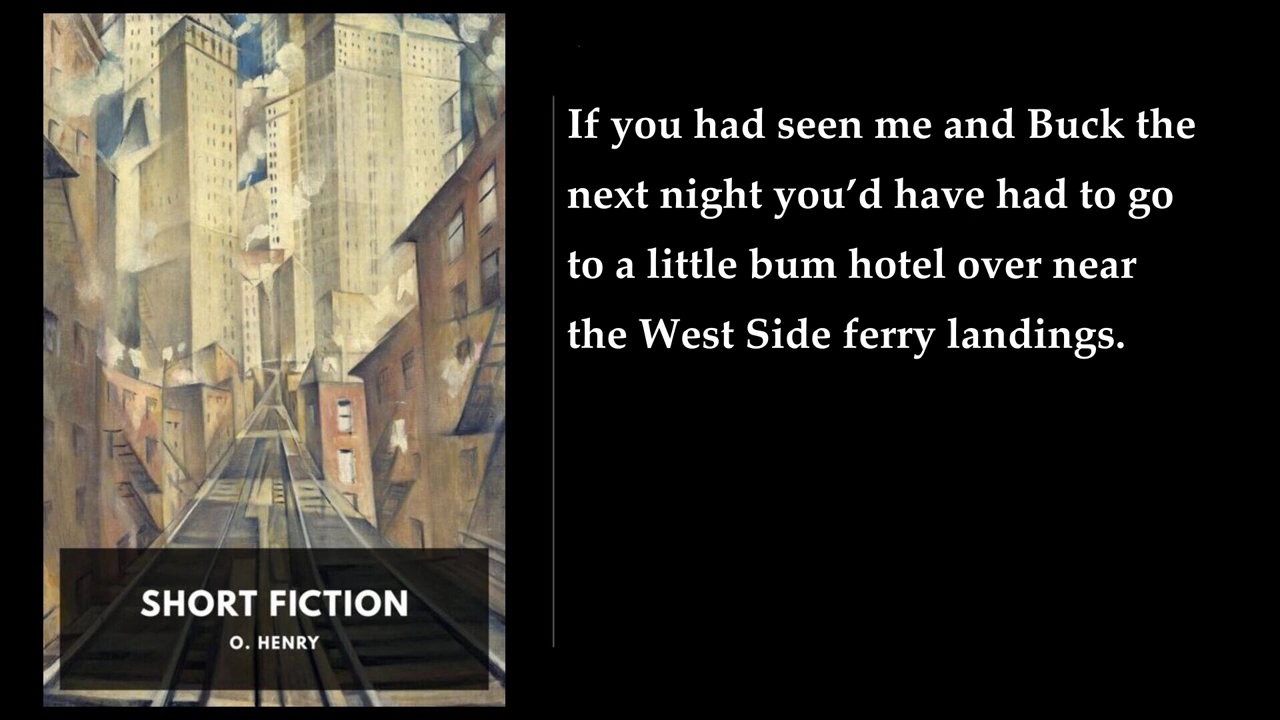 If you had seen me and Buck the
next night you’d have had to go
to a little bum hotel over near
the West Side ferry landings.
SHORT FICTION
O. HENRY